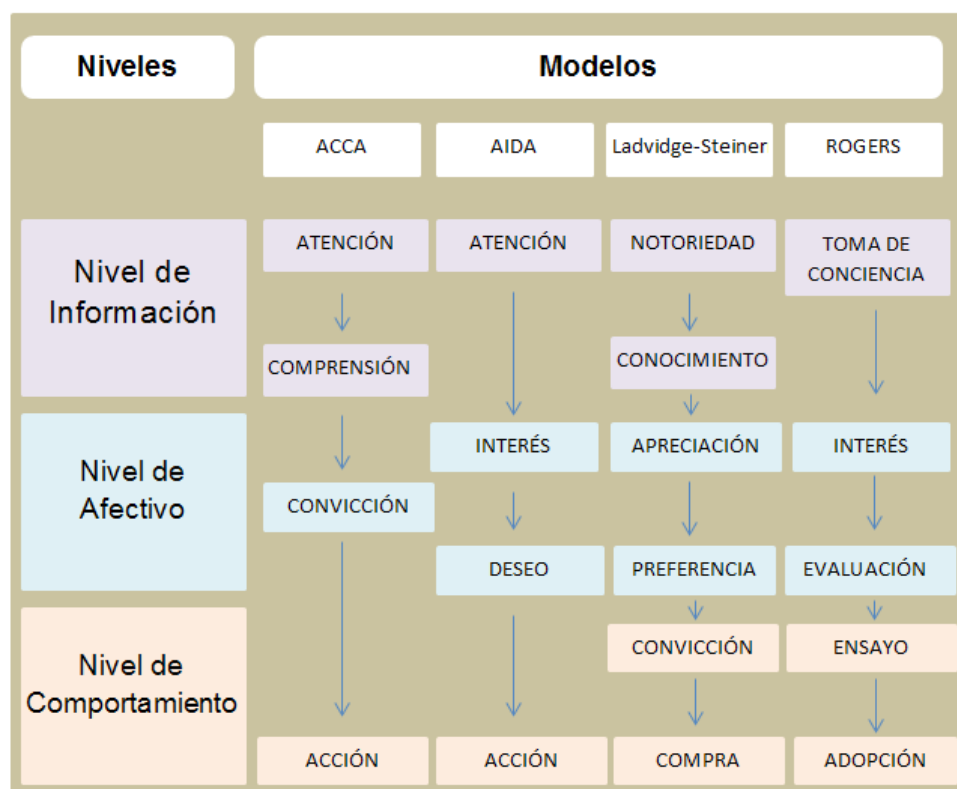 Niveles
Modelos
ACCA
AIDA
Ladvidge-Steiner
ROGERS
Nivel de
Información
ATENCIÓN
ATENCIÓN
NOTORIEDAD
TOMA DE
CONCIENCIA
COMPRENSIÓN
CONOCIMIENTO
Nivel de
Afectivo
INTERÉS
APRECIACIÓN
INTERÉS
CONVICCIÓN
DESEO
PREFERENCIA
EVALUACIÓN
Nivel de
Comportamiento
CONVICCIÓN
ENSAYO
ACCIÓN
ACCIÓN
COMPRA
ADOPCIÓN